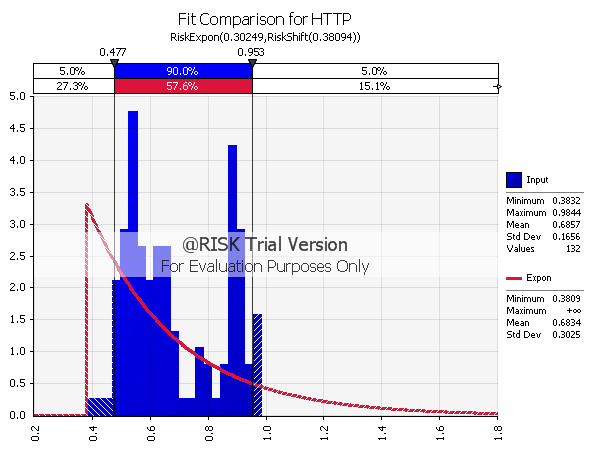 Fit Comparison for HTTP
RiskExpon(0.30249,RiskShift(0.38094))
0.477 0.953
5.0% 90.0% 5.0%
27.3% 57.6% 15.1%
5.0
4.5
4.0
3.5
3.0
2.5
2.0
1.5
1.0
0.5
0.0
0.2 0.4 0.6 0.8 1.0 1.2 1.4 1.6 1.8
@RISK Trial Version
For Evaluation Purposes Only
Input
Minimum 0.3832
Maximum 0.9844
Mean 0.6857
Std Dev 0.1656
Values 132
Expon
Minimum 0.3809
Maximum +∞
Mean 0.6834
Std Dev 0.3025